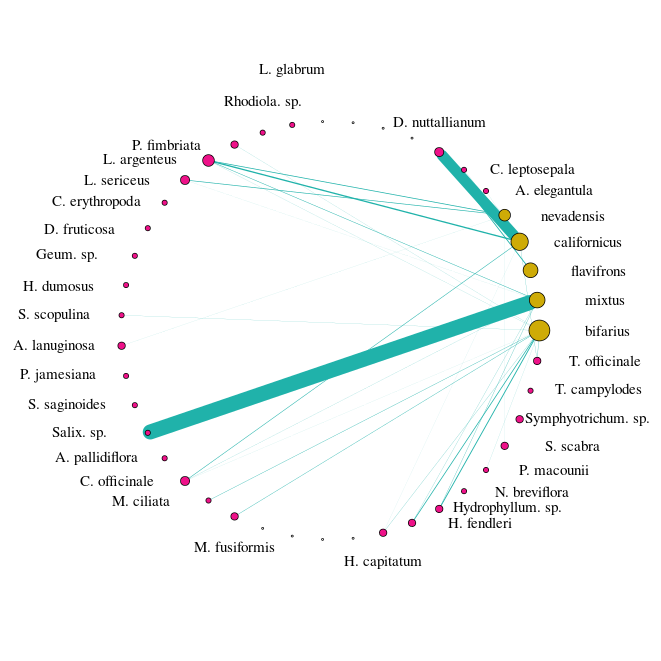 L. glabrum
Rhodiola. sp.
D. nuttallianum
P. fimbriata
L. argenteus
C. leptosepala
L. sericeus
A. elegantula
C. erythropoda
nevadensis
D. fruticosa
californicus
Geum. sp.
flavifrons
H. dumosus
mixtus
S. scopulina
bifarius
A. lanuginosa
T. officinale
P. jamesiana
T. campylodes
S. saginoides
Symphyotrichum. sp.
Salix. sp.
S. scabra
A. pallidiflora
P. macounii
C. officinale
N. breviflora
M. ciliata
Hydrophyllum. sp.
H. fendleri
M. fusiformis
H. capitatum